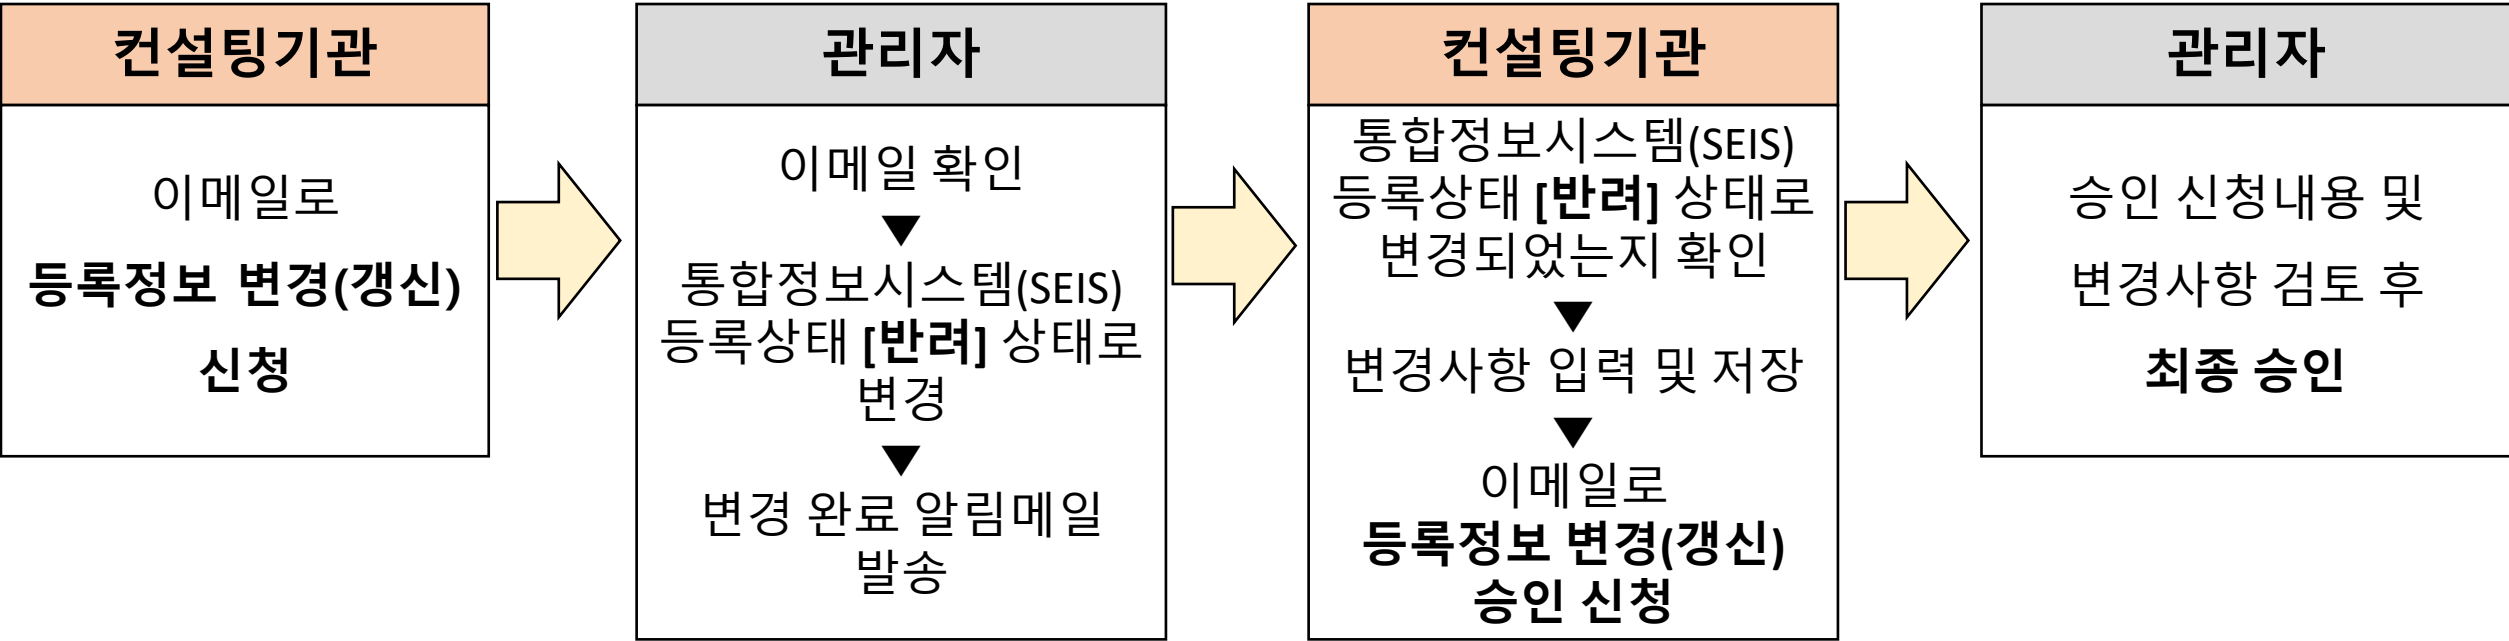 컨설팅기관
이메일로
등록정보 변경(갱신)
신청
관리자
이메일 확인
▼
통합정보시스템(SEIS)
등록상태 [반려] 상태로
변경
▼
변경 완료 알림메일
발송
컨설팅기관
통합정보시스템(SEIS)
등록상태 [반려] 상태로
변경되었는지 확인
▼
변경사항 입력 및 저장
▼
이메일로
등록정보 변경(갱신)
승인 신청
관리자
승인 신청내용 및
변경사항 검토 후
최종 승인